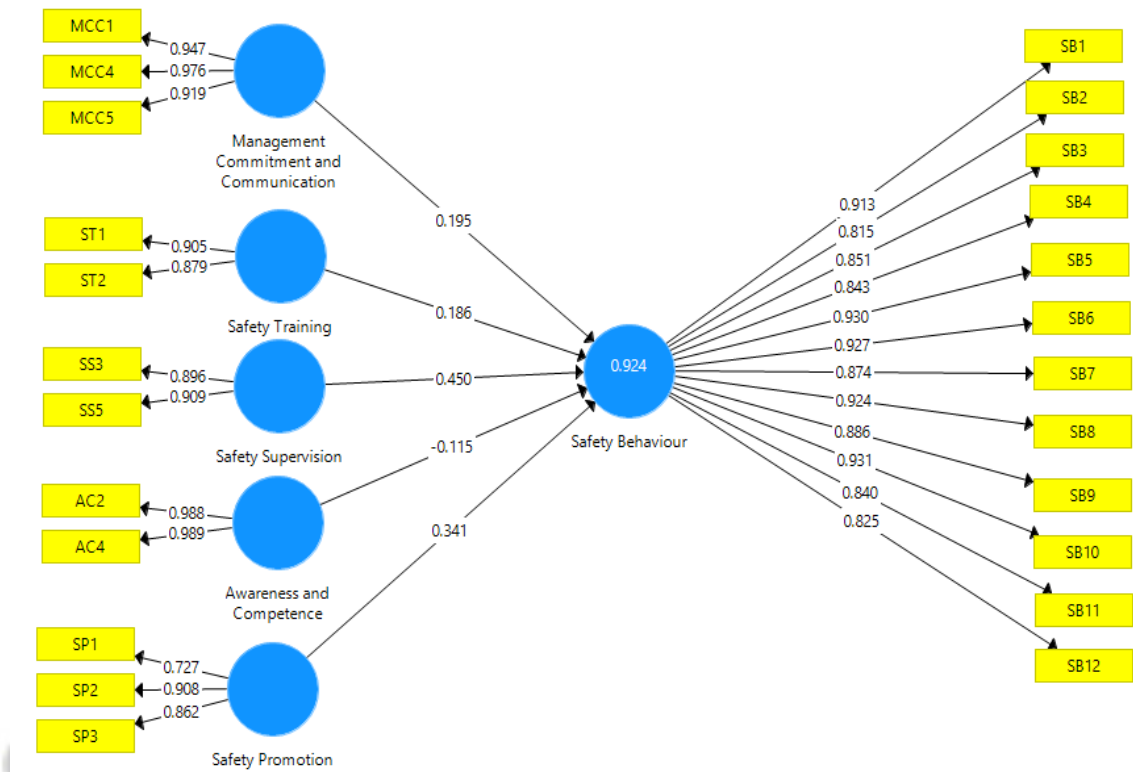 MCC1
0.947
MCC4
0.976
MCC5
0.919
Management
Commitment and
Communication
0.195
ST1
0.905
ST2
0.879
Safety Training
0.186
SS3
0.896
SS5
0.909
Safety Supervision
0.450
AC2
0.988
AC4
0.989
Awareness and
Competence
-0.115
SP1
0.727
SP2
0.908
SP3
0.862
Safety Promotion
0.341
0.924
Safety Behaviour
0.913
0.815
0.851
0.843
0.930
0.927
0.874
0.924
0.886
0.931
0.840
0.825
SB1
SB2
SB3
SB4
SB5
SB6
SB7
SB8
SB9
SB10
SB11
SB12